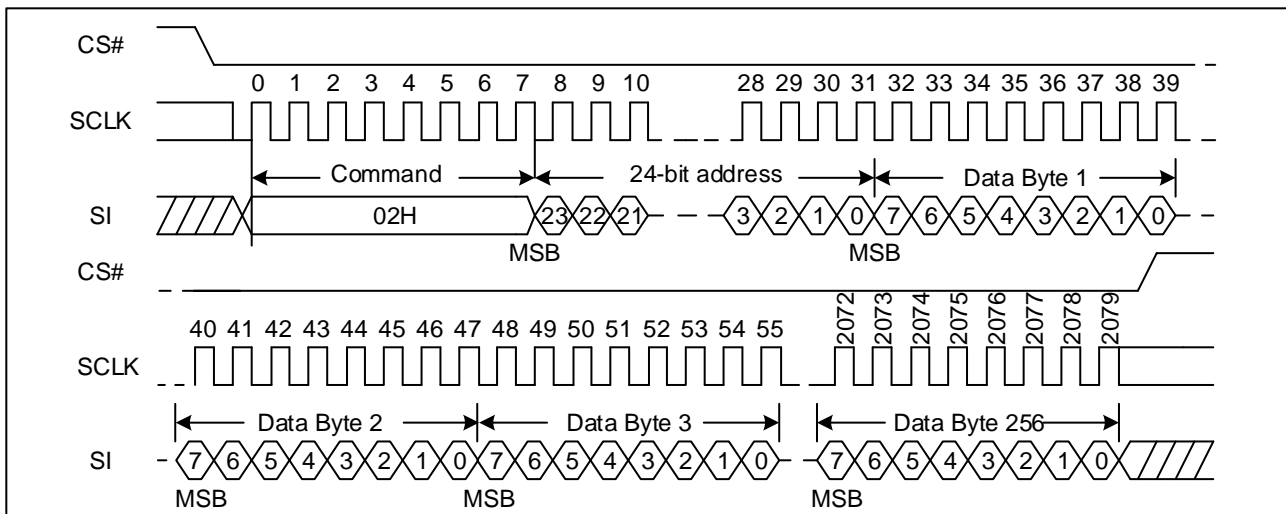 CS#
0 1 2 3 4 5 6 7 8 9 10 28 29 30 31 32 33 34 35 36 37 38 39
SCLK
Command 24-bit address Data Byte 1
SI 02H 23 22 21 3 2 1 0 7 6 5 4 3 2 1 0
MSB MSB
CS#
40 41 42 43 44 45 46 47 48 49 50 51 52 53 54 55 2072 2073 2074 2075 2076 2077 2078 2079
SCLK
Data Byte 2 Data Byte 3 Data Byte 256
SI 7 6 5 4 3 2 1 0 7 6 5 4 3 2 1 0 7 6 5 4 3 2 1 0
MSB MSB MSB